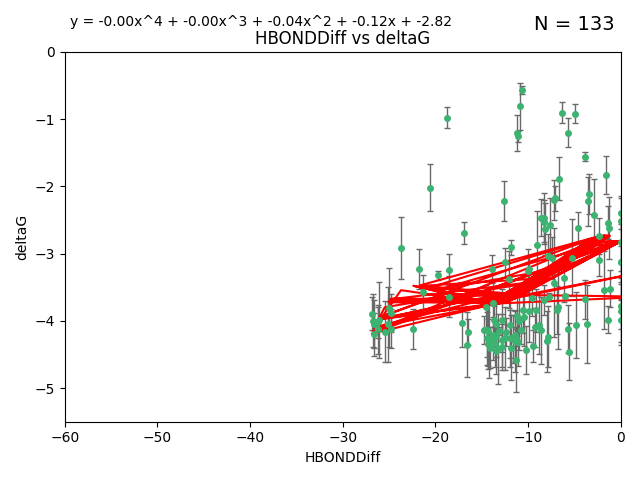 y = -0.00x^4 + -0.00x^3 + -0.04x^2 + -0.12x + -2.82
N = 133
HBONDDiff vs deltaG
0
−1
−2
−3
−4
−5
deltaG
−60 −50 −40 −30 −20 −10 0
HBONDDiff